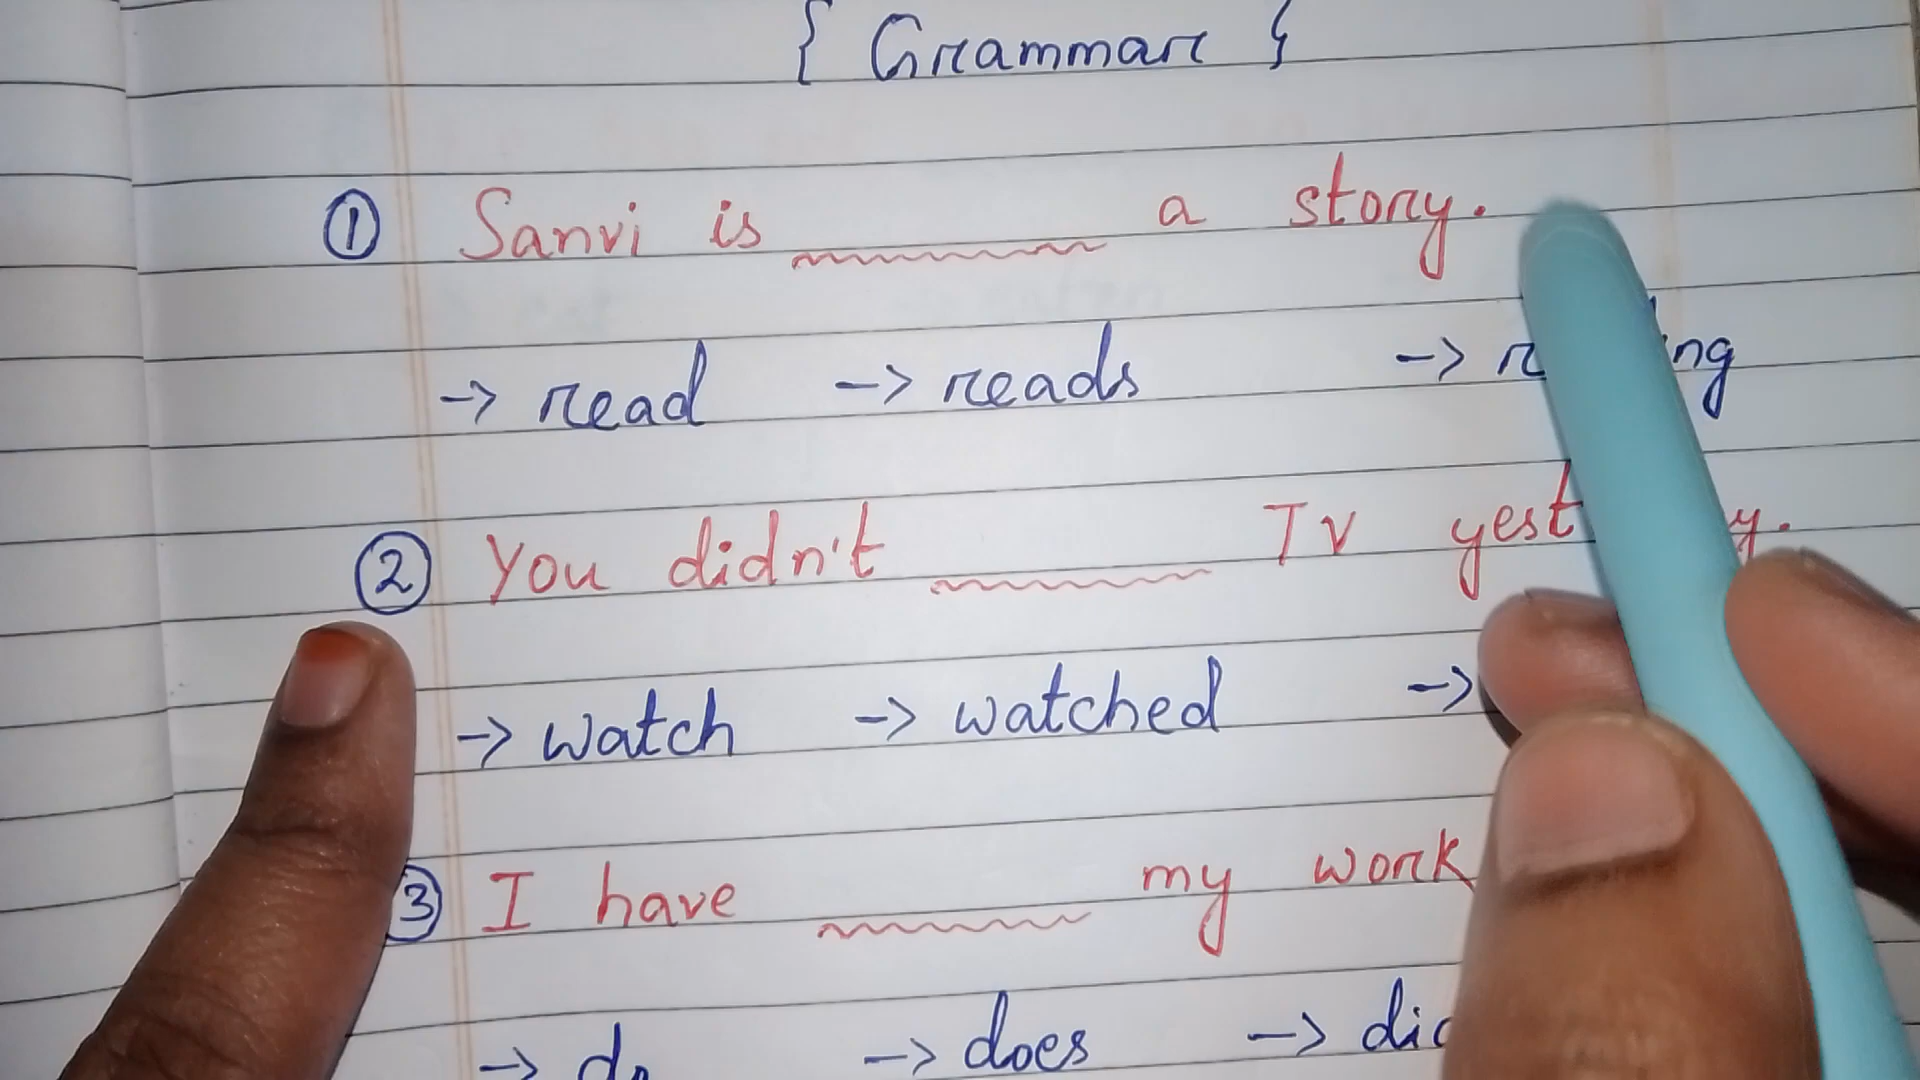 { Grammar }
① Sanvi is ______ a story.
→ read → reads →
② You didn't ______ TV
→ watch → watched →
③ I have ______ my work
→ do → does →